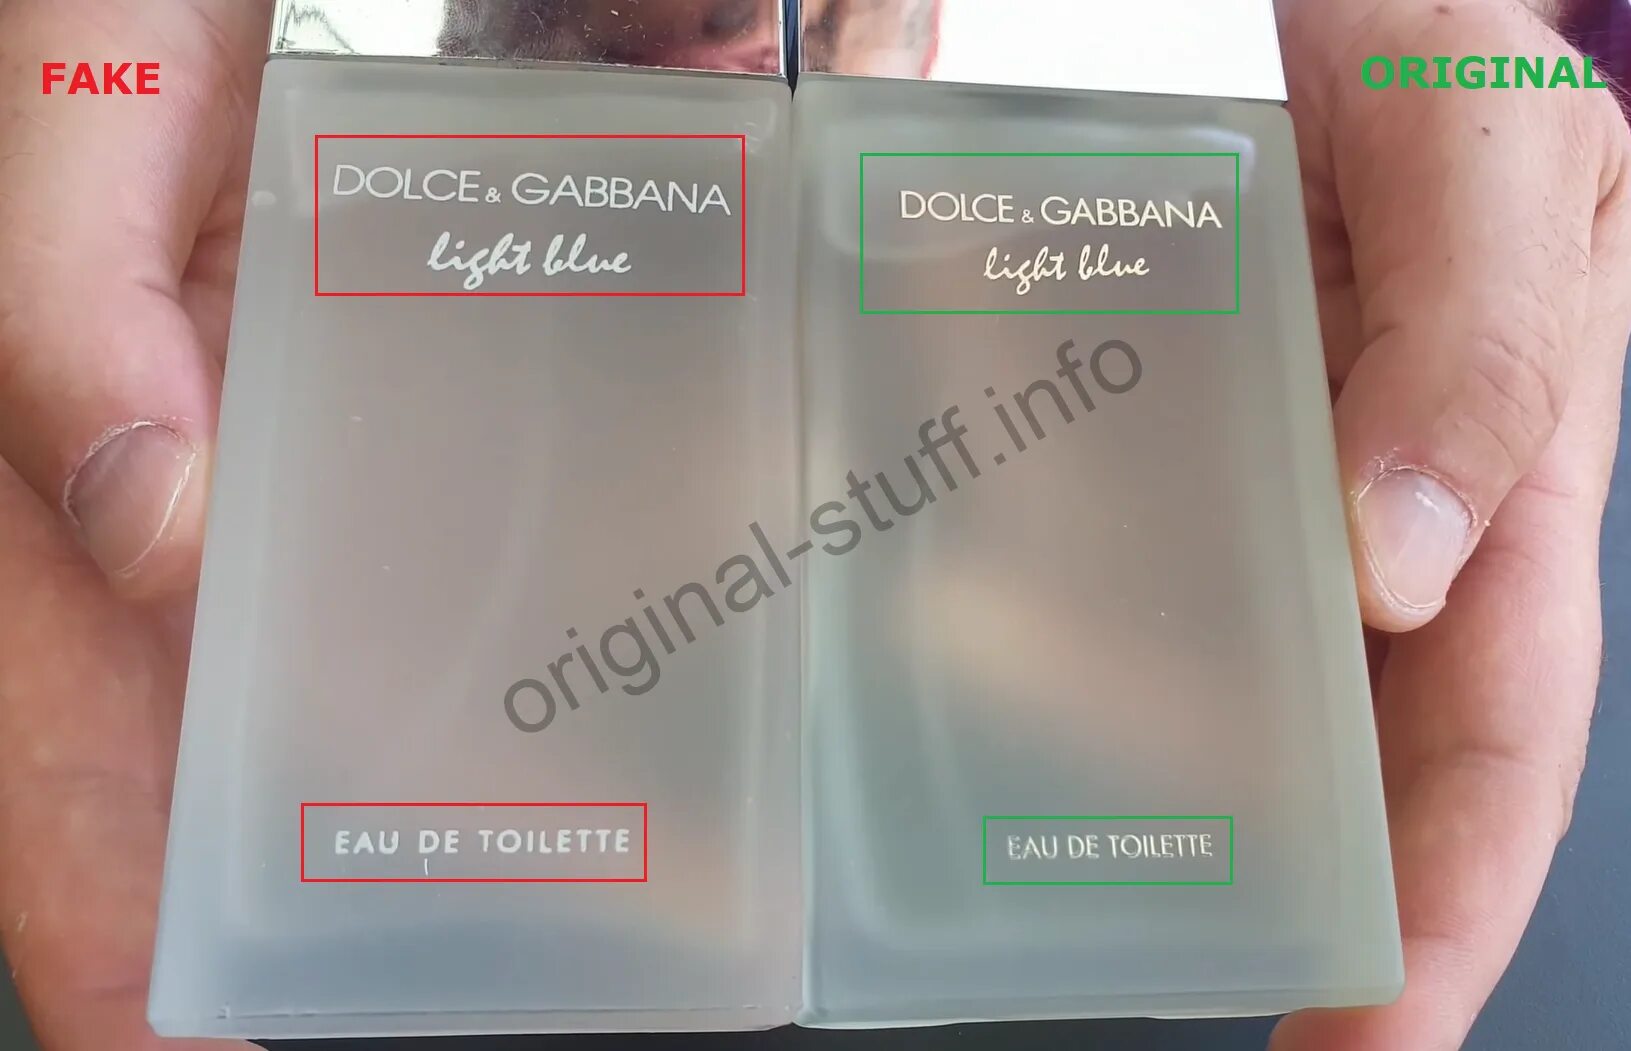 FAKE
ORIGINAL
DOLCE & GABBANA
light blue
DOLCE & GABBANA
light blue
original-stuff.info
EAU DE TOILETTE
EAU DE TOILETTE